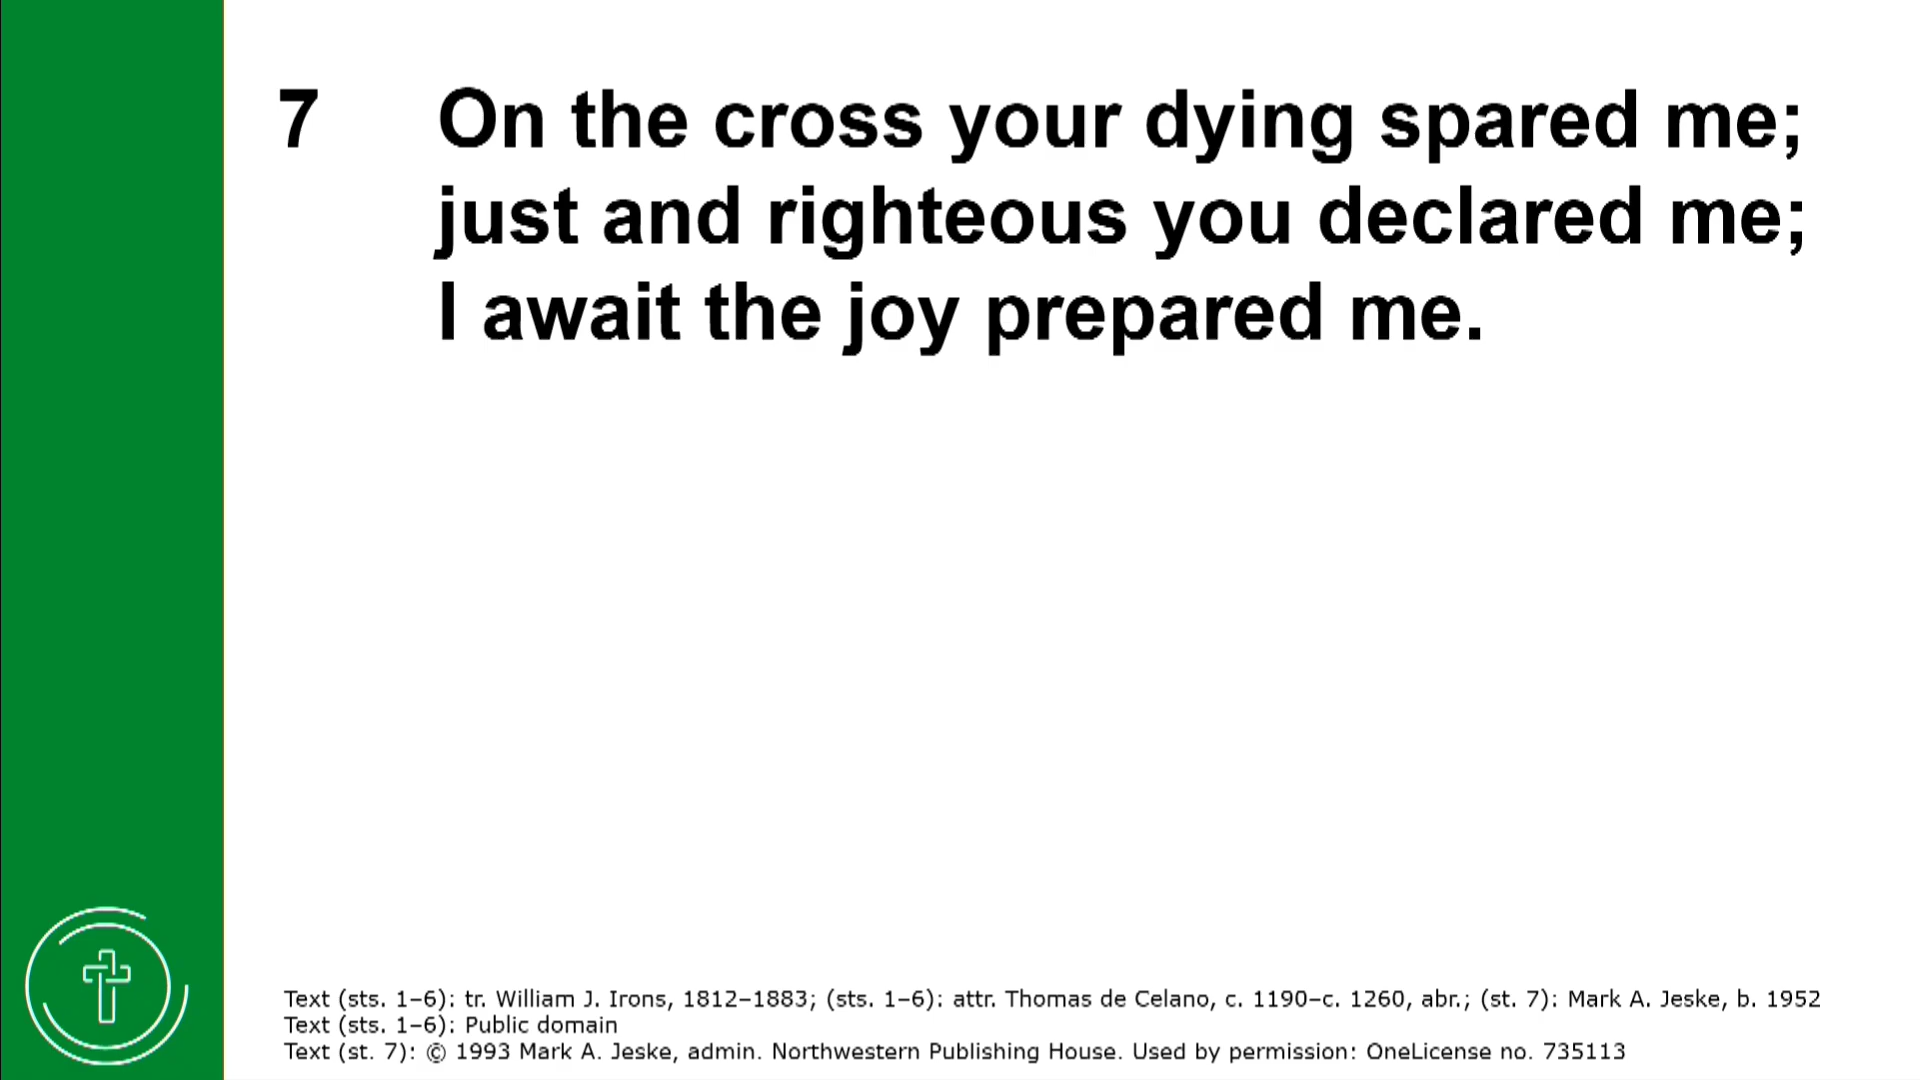 7 On the cross your dying spared me;
just and righteous you declared me;
I await the joy prepared me.
Text (sts. 1–6): tr. William J. Irons, 1812–1883; (sts. 1–6): attr. Thomas de Celano, c. 1190–c. 1260, abr.; (st. 7): Mark A. Jeske, b. 1952
Text (sts. 1–6): Public domain
Text (st. 7): © 1993 Mark A. Jeske, admin. Northwestern Publishing House. Used by permission: OneLicense no. 735113